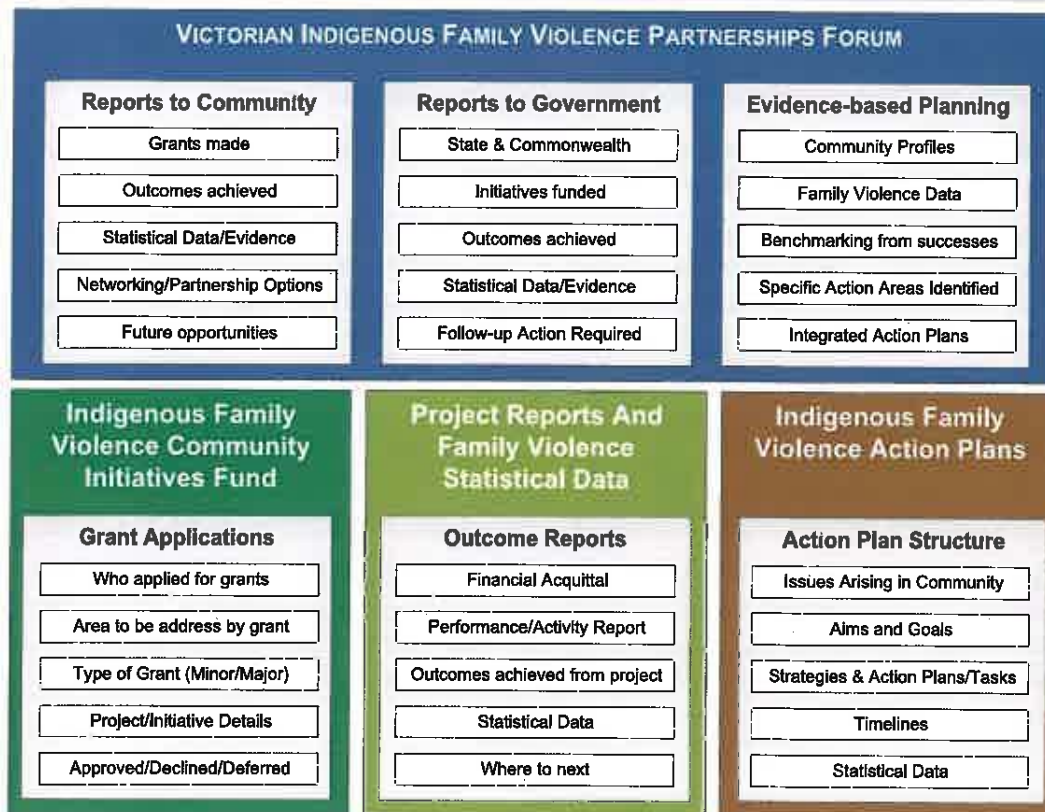 VICTORIAN INDIGENOUS FAMILY VIOLENCE PARTNERSHIPS FORUM
Reports to Community
Grants made
Outcomes achieved
Statistical Data/Evidence
Networking/Partnership Options
Future opportunities
Reports to Government
State & Commonwealth
Initiatives funded
Outcomes achieved
Statistical Data/Evidence
Follow-up Action Required
Evidence-based Planning
Community Profiles
Family Violence Data
Benchmarking from successes
Specific Action Areas Identified
Integrated Action Plans
Indigenous Family
Violence Community
Initiatives Fund
Grant Applications
Who applied for grants
Area to be address by grant
Type of Grant (Minor/Major)
Project/Initiative Details
Approved/Declined/Deferred
Project Reports And
Family Violence
Statistical Data
Outcome Reports
Financial Acquittal
Performance/Activity Report
Outcomes achieved from project
Statistical Data
Where to next
Indigenous Family
Violence Action Plans
Action Plan Structure
Issues Arising in Community
Aims and Goals
Strategies & Action Plans/Tasks
Timelines
Statistical Data